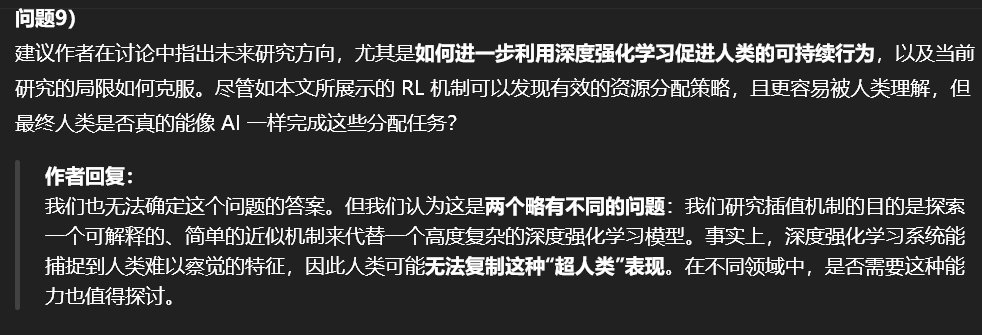 问题9）
建议作者在讨论中指出未来研究方向，尤其是如何进一步利用深度强化学习促进人类的可持续行为，以及当前
研究的局限如何克服。尽管如本文所展示的 RL 机制可以发现有效的资源分配策略，且更容易被人类理解，但
最终人类是否真的能像 AI 一样完成这些分配任务？
作者回复：
我们也无法确定这个问题的答案。但我们认为这是两个略有不同的问题：我们研究插值机制的目的是探索
一个可解释的、简单的近似机制来代替一个高度复杂的深度强化学习模型。事实上，深度强化学习系统能
捕捉到人类难以察觉的特征，因此人类可能无法复制这种“超人类”表现。在不同领域中，是否需要这种能
力也值得探讨。